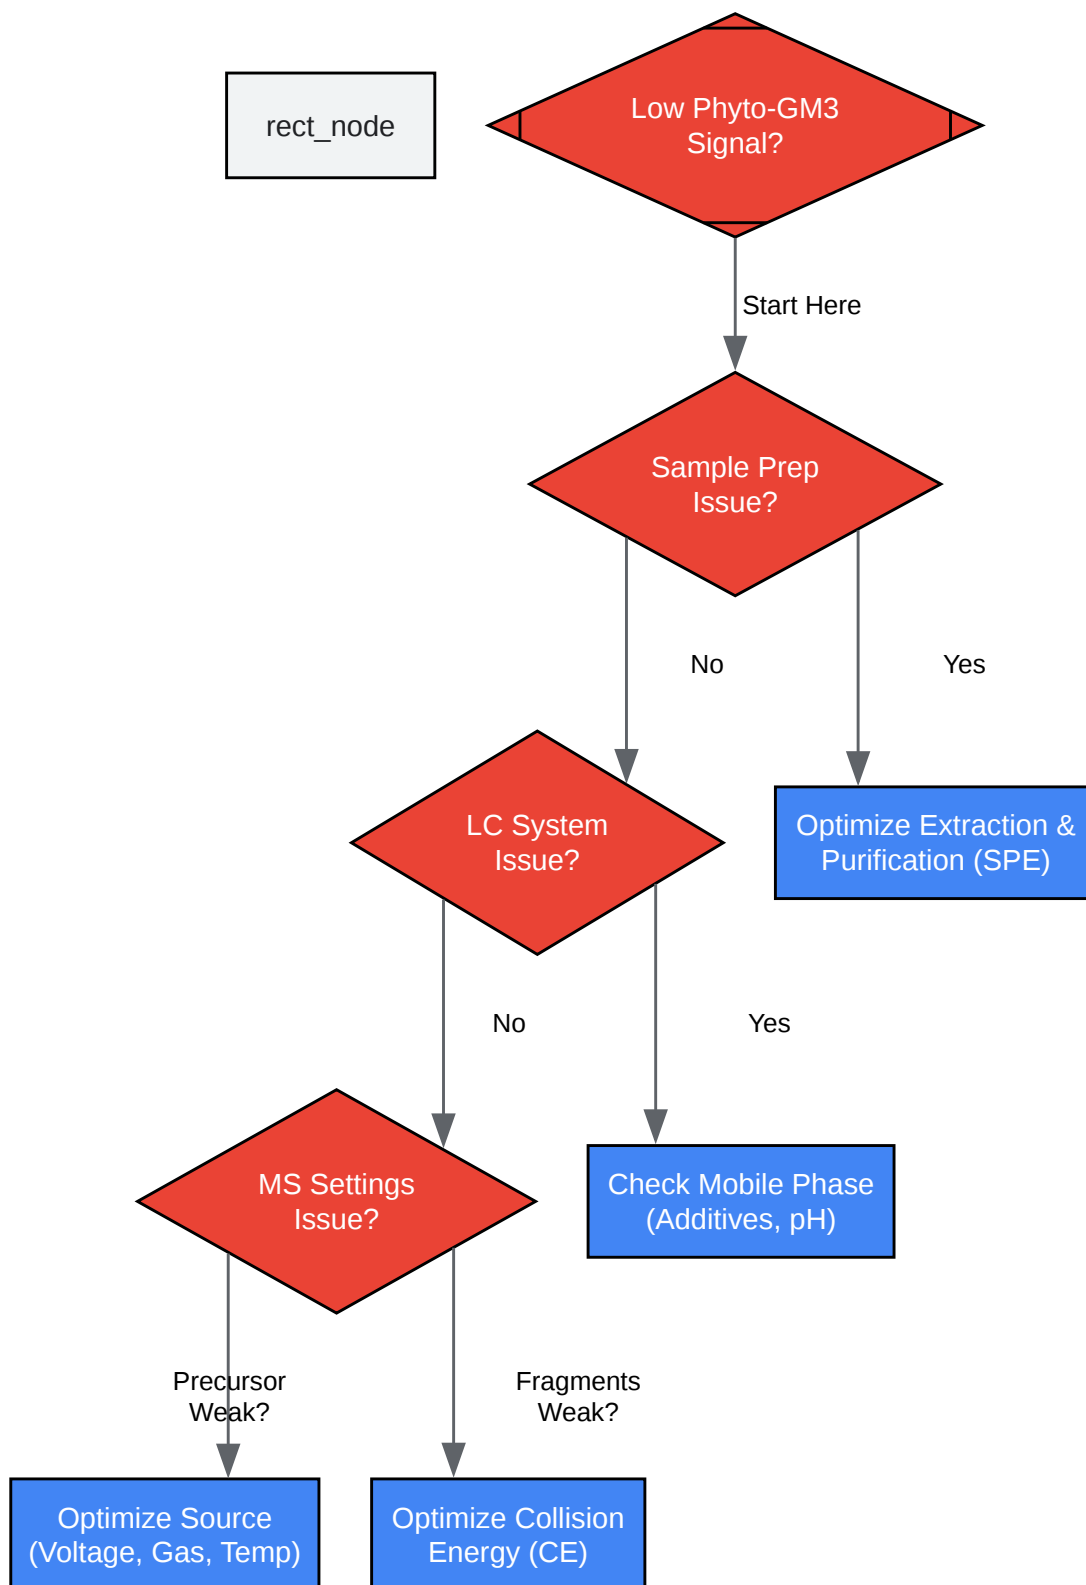 rect_node
Low Phyto-GM3
Signal?
Start Here
Sample Prep
Issue?
No
Yes
LC System
Issue?
Optimize Extraction &
Purification (SPE)
No
Yes
MS Settings
Issue?
Check Mobile Phase
(Additives, pH)
Precursor
Weak?
Fragments
Weak?
Optimize Source
(Voltage, Gas, Temp)
Optimize Collision
Energy (CE)